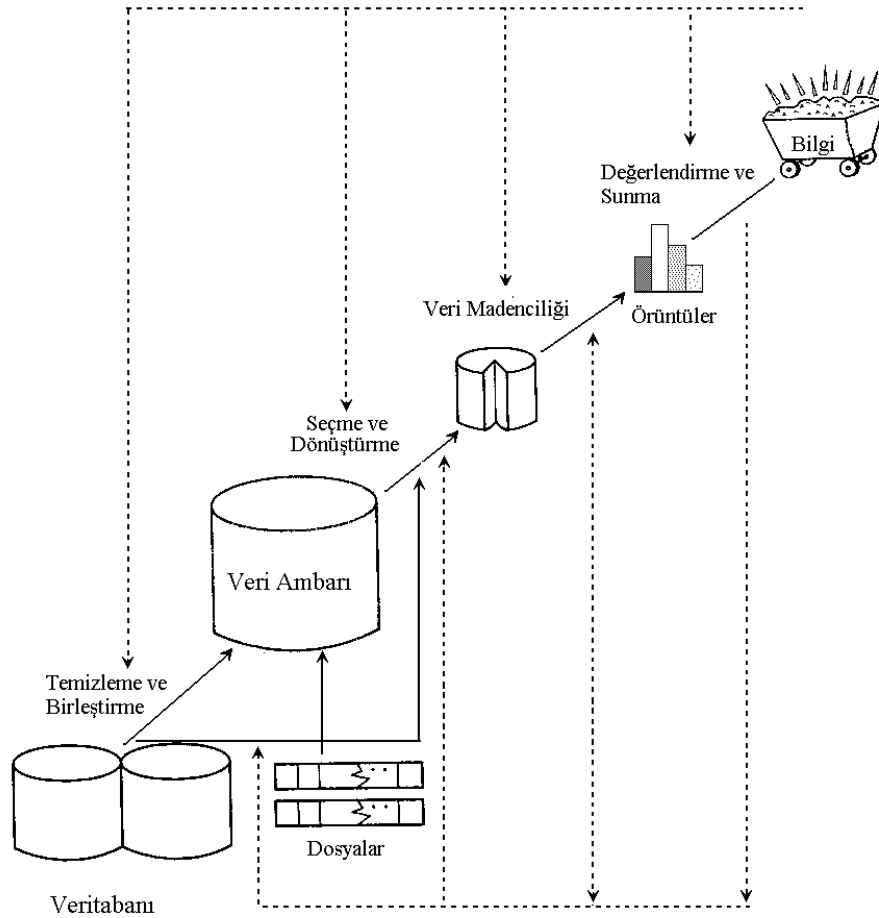 Bilgi
Değerlendirme ve
Sunma
Örüntüler
Veri Madenciliği
Seçme ve
Dönüştürme
Veri Ambarı
Temizleme ve
Birleştirme
Dosyalar
Veritabanı